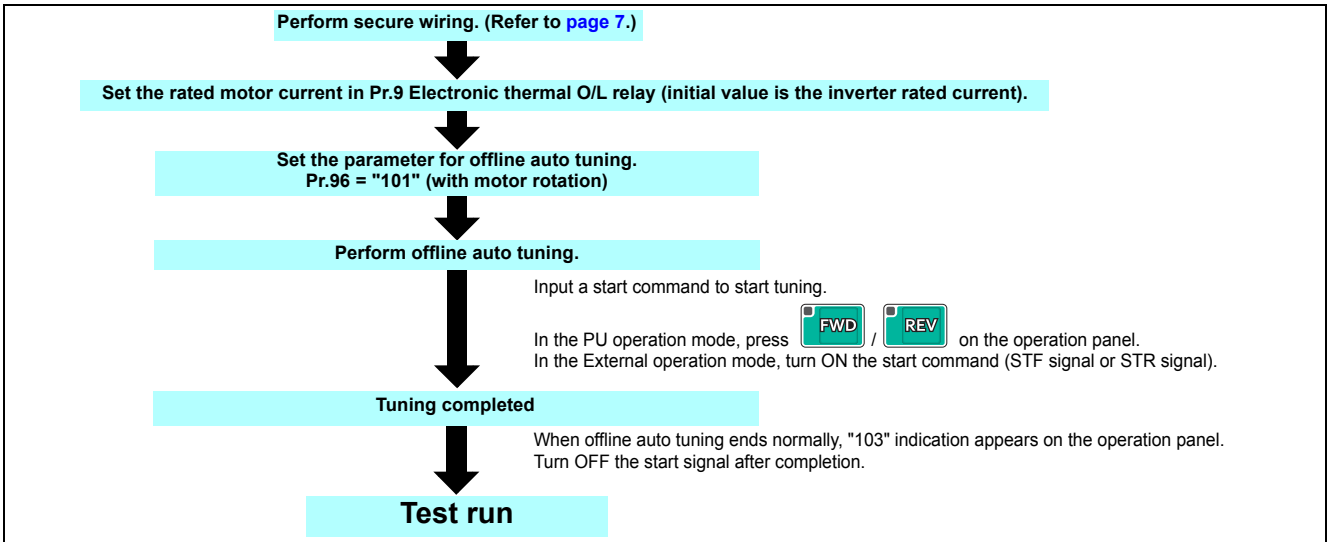 Perform secure wiring. (Refer to page 7.)
Set the rated motor current in Pr.9 Electronic thermal O/L relay (initial value is the inverter rated current).
Set the parameter for offline auto tuning.
Pr.96 = "101" (with motor rotation)
Perform offline auto tuning.
Input a start command to start tuning.
In the PU operation mode, press FWD / REV on the operation panel.
In the External operation mode, turn ON the start command (STF signal or STR signal).
Tuning completed
When offline auto tuning ends normally, "103" indication appears on the operation panel.
Turn OFF the start signal after completion.
Test run